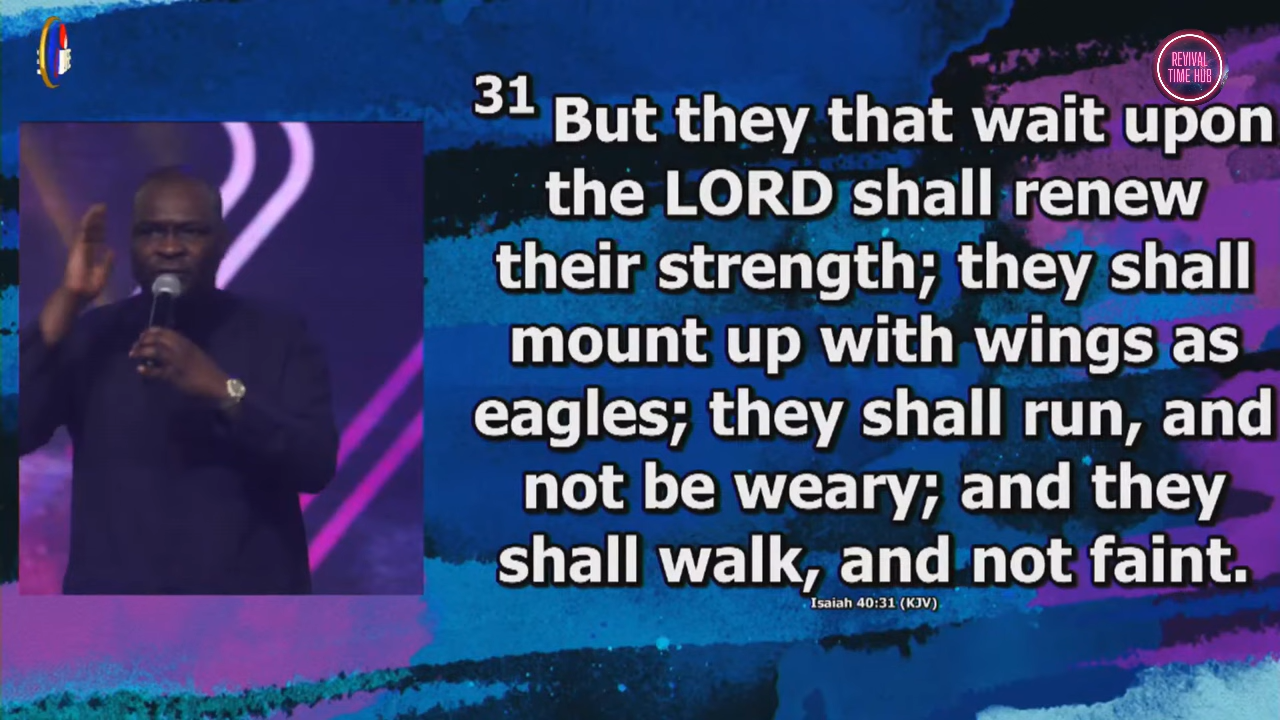 REVIVAL
TIME HUB
31 But they that wait upon
the LORD shall renew
their strength; they shall
mount up with wings as
eagles; they shall run, and
not be weary; and they
shall walk, and not faint.
Isaiah 40:31 (KJV)